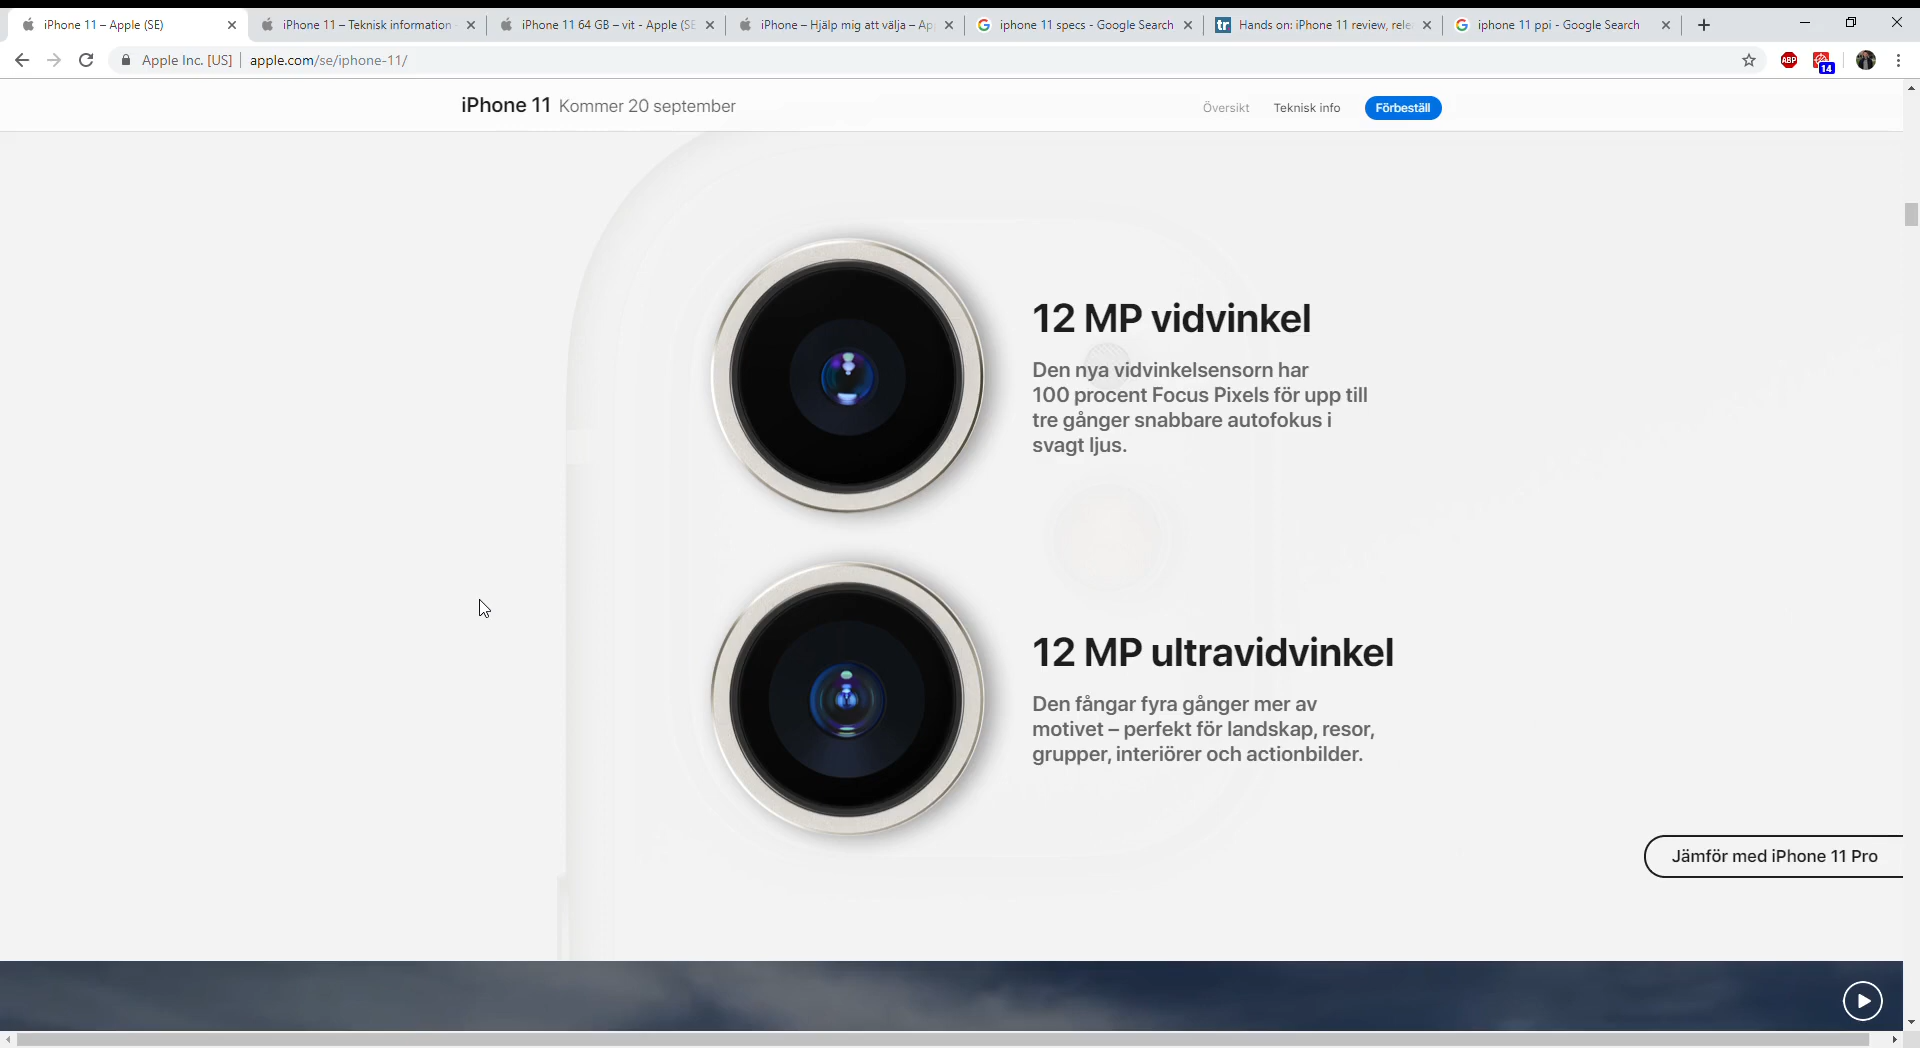 iPhone 11 – Apple (SE)
iPhone 11 – Teknisk information
iPhone 11 64 GB – vit - Apple (SE
iPhone – Hjälp mig att välja – Ap
iphone 11 specs - Google Search
tr Hands on: iPhone 11 review, rele
iphone 11 ppi - Google Search
Apple Inc. [US] apple.com/se/iphone-11/
ABP
14
iPhone 11 Kommer 20 september
Översikt
Teknisk info
Förbeställ
12 MP vidvinkel
Den nya vidvinkelsensorn har
100 procent Focus Pixels för upp till
tre gånger snabbare autofokus i
svagt ljus.
12 MP ultravidvinkel
Den fångar fyra gånger mer av
motivet – perfekt för landskap, resor,
grupper, interiörer och actionbilder.
Jämför med iPhone 11 Pro